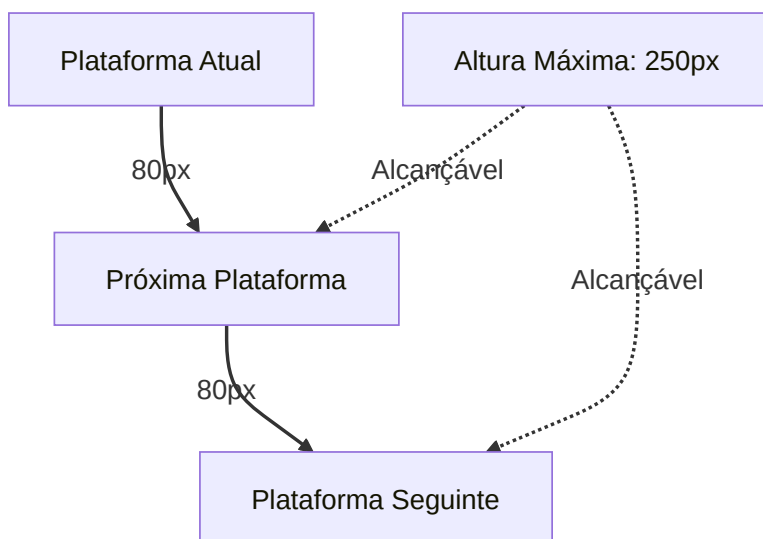 Plataforma Atual
Altura Máxima: 250px
80px
Alcançável
Próxima Plataforma
Alcançável
80px
Plataforma Seguinte